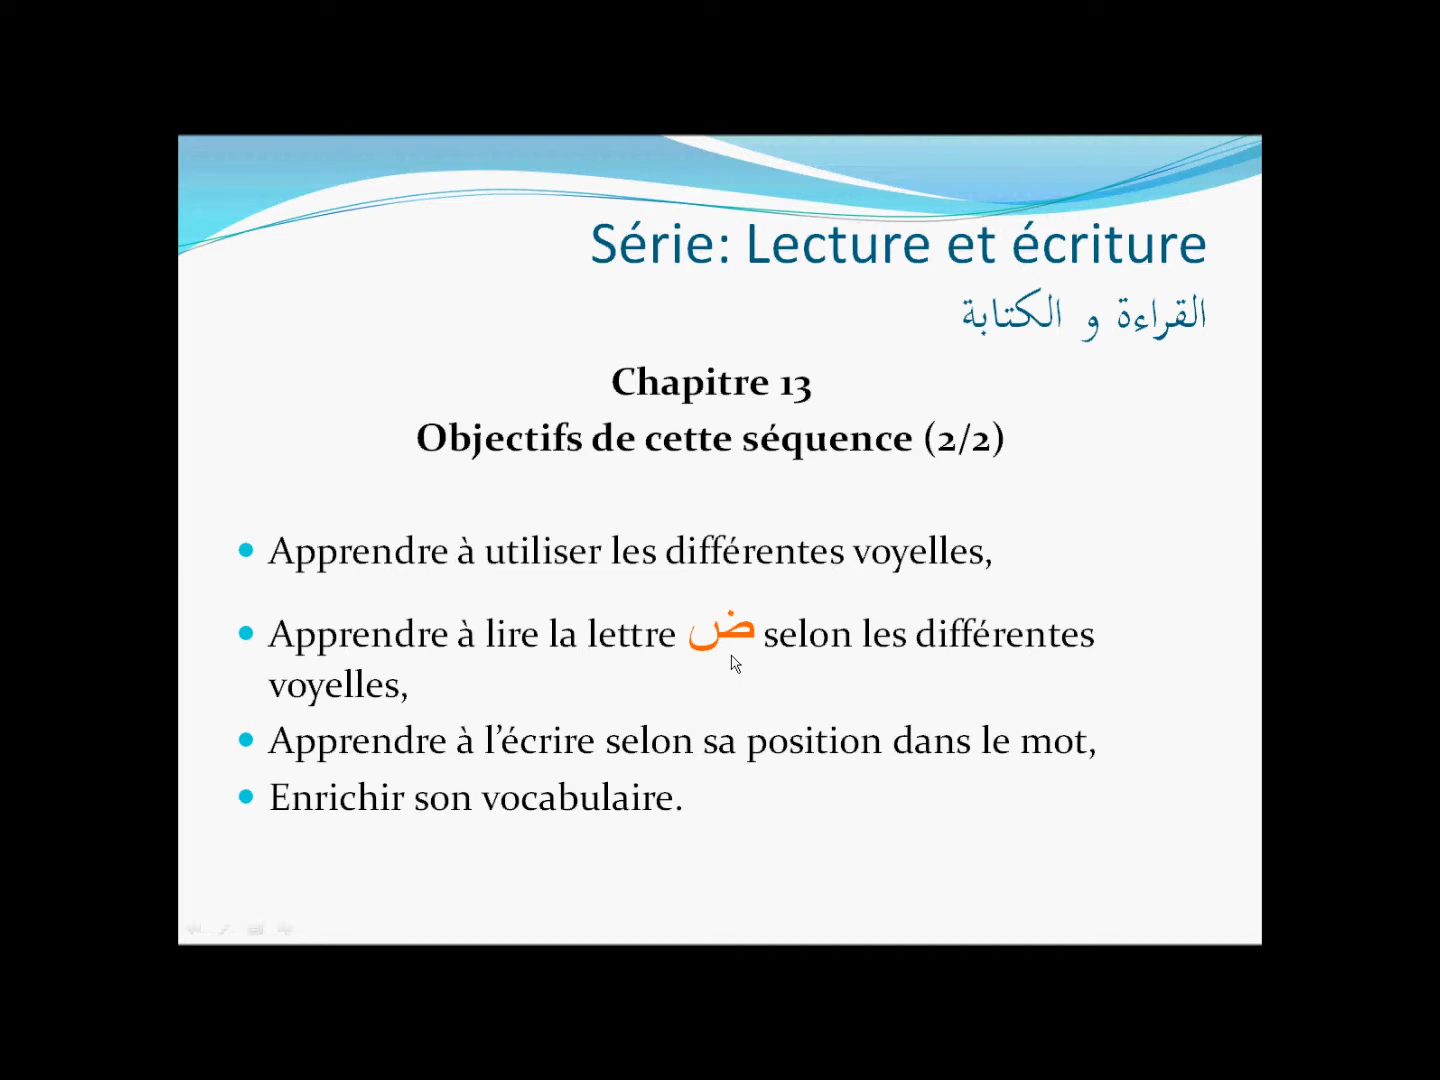 Série: Lecture et écriture
القراءة و الكتابة
Chapitre 13
Objectifs de cette séquence (2/2)
• Apprendre à utiliser les différentes voyelles,
• Apprendre à lire la lettre ض selon les différentes
voyelles,
• Apprendre à l’écrire selon sa position dans le mot,
• Enrichir son vocabulaire.